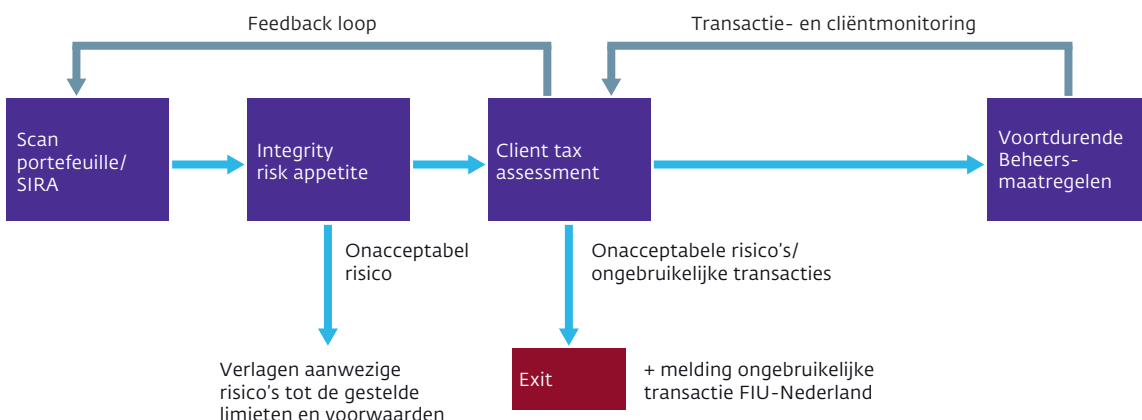 Feedback loop
Transactie- en cliëntmonitoring
Scan
portefeuille/
SIRA
Integrity
risk appetite
Client tax
assessment
Voortdurende
Beheers-
maatregelen
Onacceptabel
risico
Onacceptabele risico's/
ongebruikelijke transacties
Verlagen aanwezige
risico's tot de gestelde
limieten en voorwaarden
Exit
+ melding ongebruikelijke
transactie FIU-Nederland